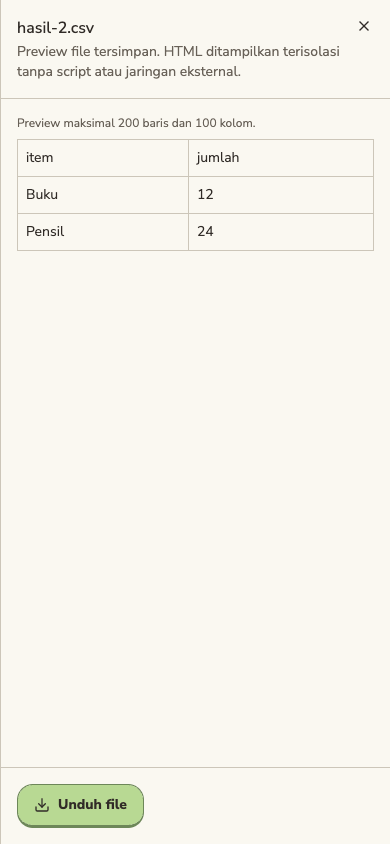 hasil-2.csv
Preview file tersimpan. HTML ditampilkan terisolasi
tanpa script atau jaringan eksternal.
Preview maksimal 200 baris dan 100 kolom.
item jumlah
Buku 12
Pensil 24
Unduh file